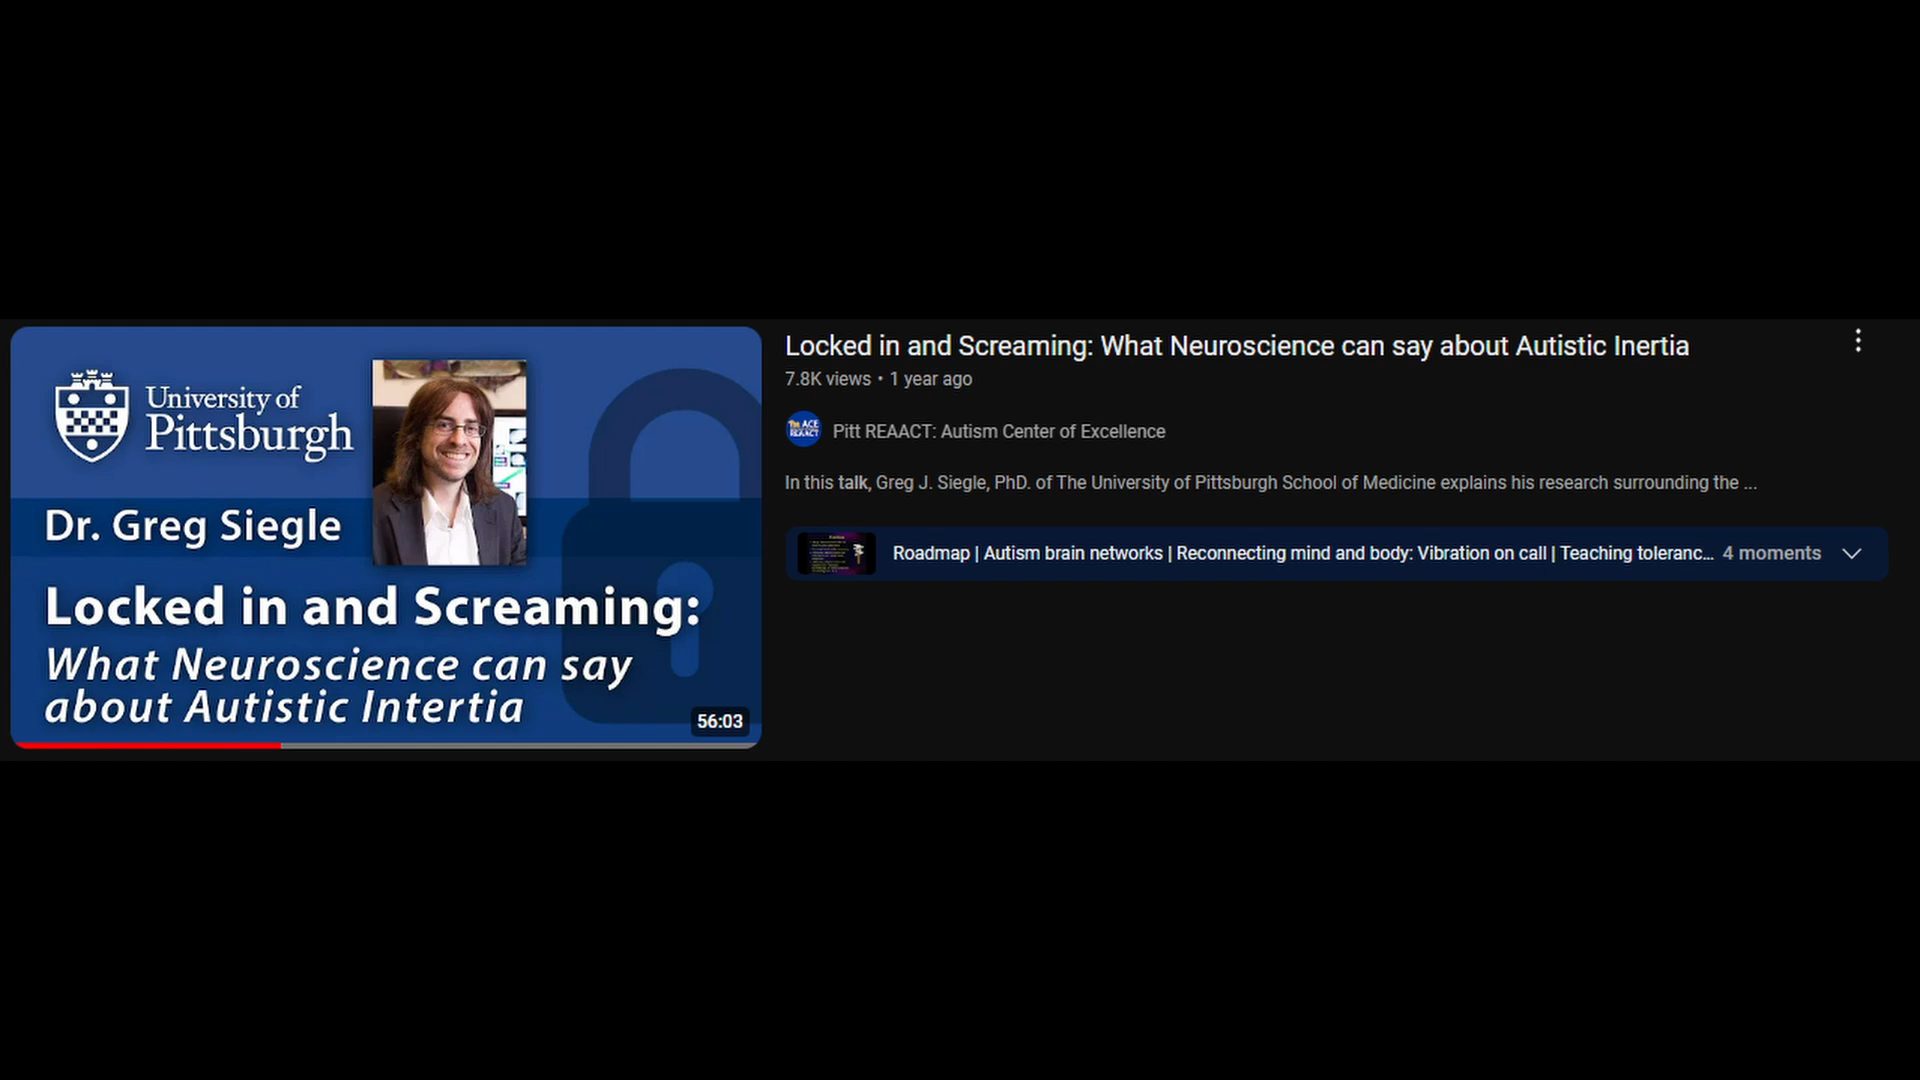 University of
Pittsburgh
Dr. Greg Siegle
Locked in and Screaming:
What Neuroscience can say
about Autistic Intertia
56:03
Locked in and Screaming: What Neuroscience can say about Autistic Inertia
7.8K views • 1 year ago
The ACE
REAACT
Pitt REAACT: Autism Center of Excellence
In this talk, Greg J. Siegle, PhD. of The University of Pittsburgh School of Medicine explains his research surrounding the ...
Roadmap | Autism brain networks | Reconnecting mind and body: Vibration on call | Teaching toleranc... 4 moments